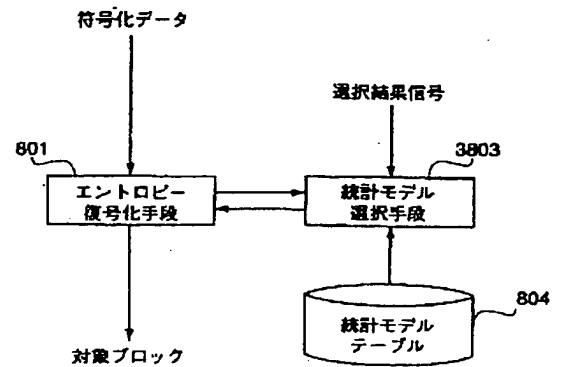 符号化データ
選択結果信号
801
3803
エントロピー
復号化手段
統計モデル
選択手段
804
統計モデル
テーブル
対象ブロック